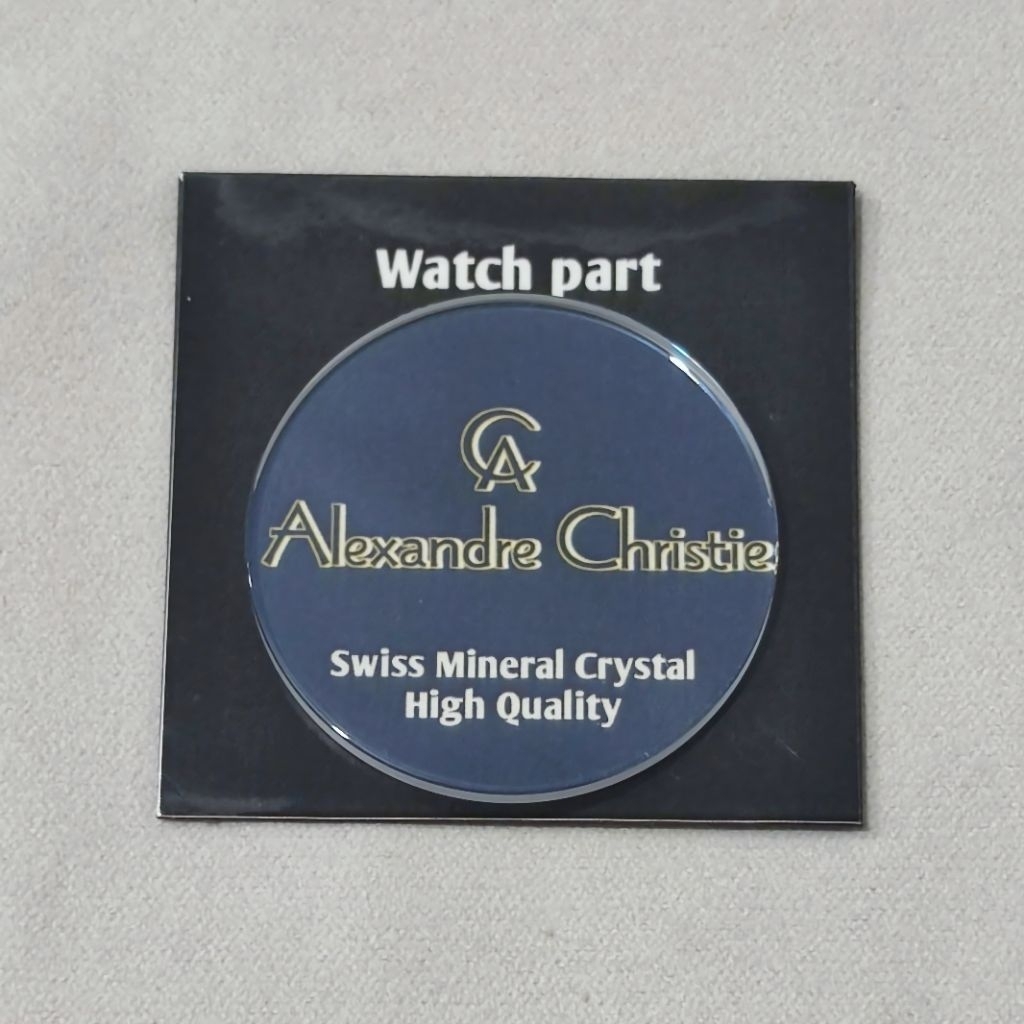 Watch part
CA
Alexandre Christie
Swiss Mineral Crystal
High Quality